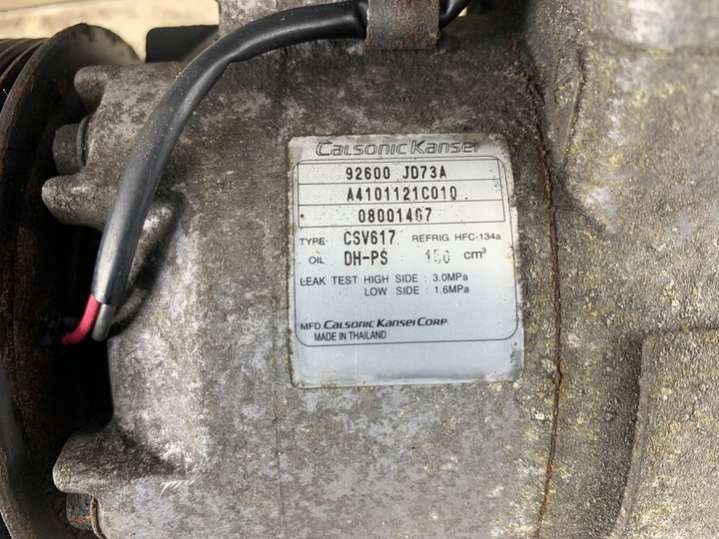 Calsonic Kansei
92600 JD73A
A4101121C010
08001467
TYPE CSV617 REFRIG. HFC-134a
OIL DH-PS cm³
LEAK TEST HIGH SIDE : 3.0MPa
LOW SIDE : 1.6MPa
MFD. Calsonic Kansei Corp.
MADE IN THAILAND